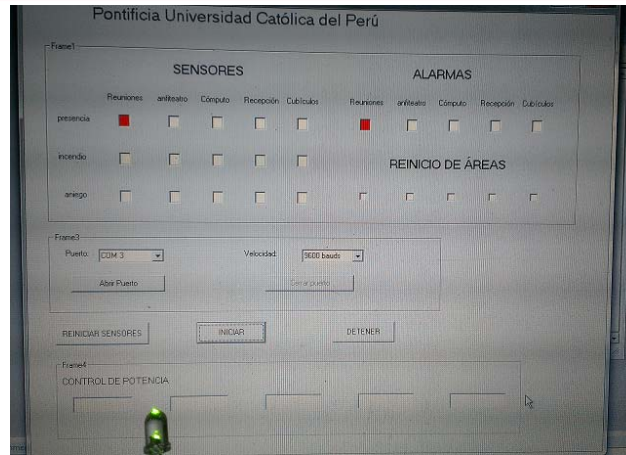 Pontificia Universidad Católica del Perú
Frame1
SENSORES ALARMAS
Reuniones anfiteatro Cómputo Recepción Cubículos Reuniones anfiteatro Cómputo Recepción Cubículos
presencia
incendio
REINICIO DE ÁREAS
aniego
Frame3
Puerto: COM 3 Velocidad: 9600 bauds
Abrir Puerto Cerrar puerto
REINICIAR SENSORES INICIAR DETENER
Frame4
CONTROL DE POTENCIA